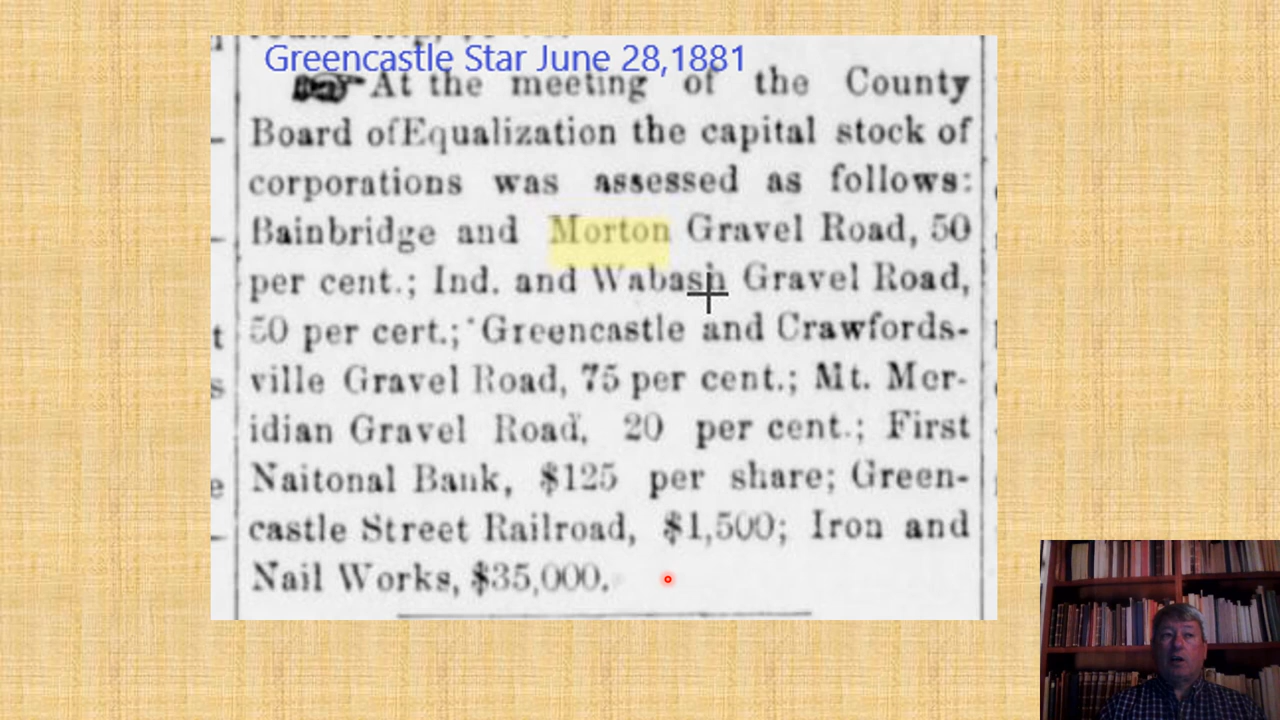 Greencastle Star June 28,1881
At the meeting of the County
Board ofEqualization the capital stock of
corporations was assessed as follows:
Bainbridge and Morton Gravel Road, 50
per cent.; Ind. and Wabash Gravel Road,
50 per cert.; Greencastle and Crawfords-
ville Gravel Road, 75 per cent.; Mt. Mer-
idian Gravel Road, 20 per cent.; First
Naitonal Bank, $125 per share; Green-
castle Street Railroad, $1,500; Iron and
Nail Works, $35,000.